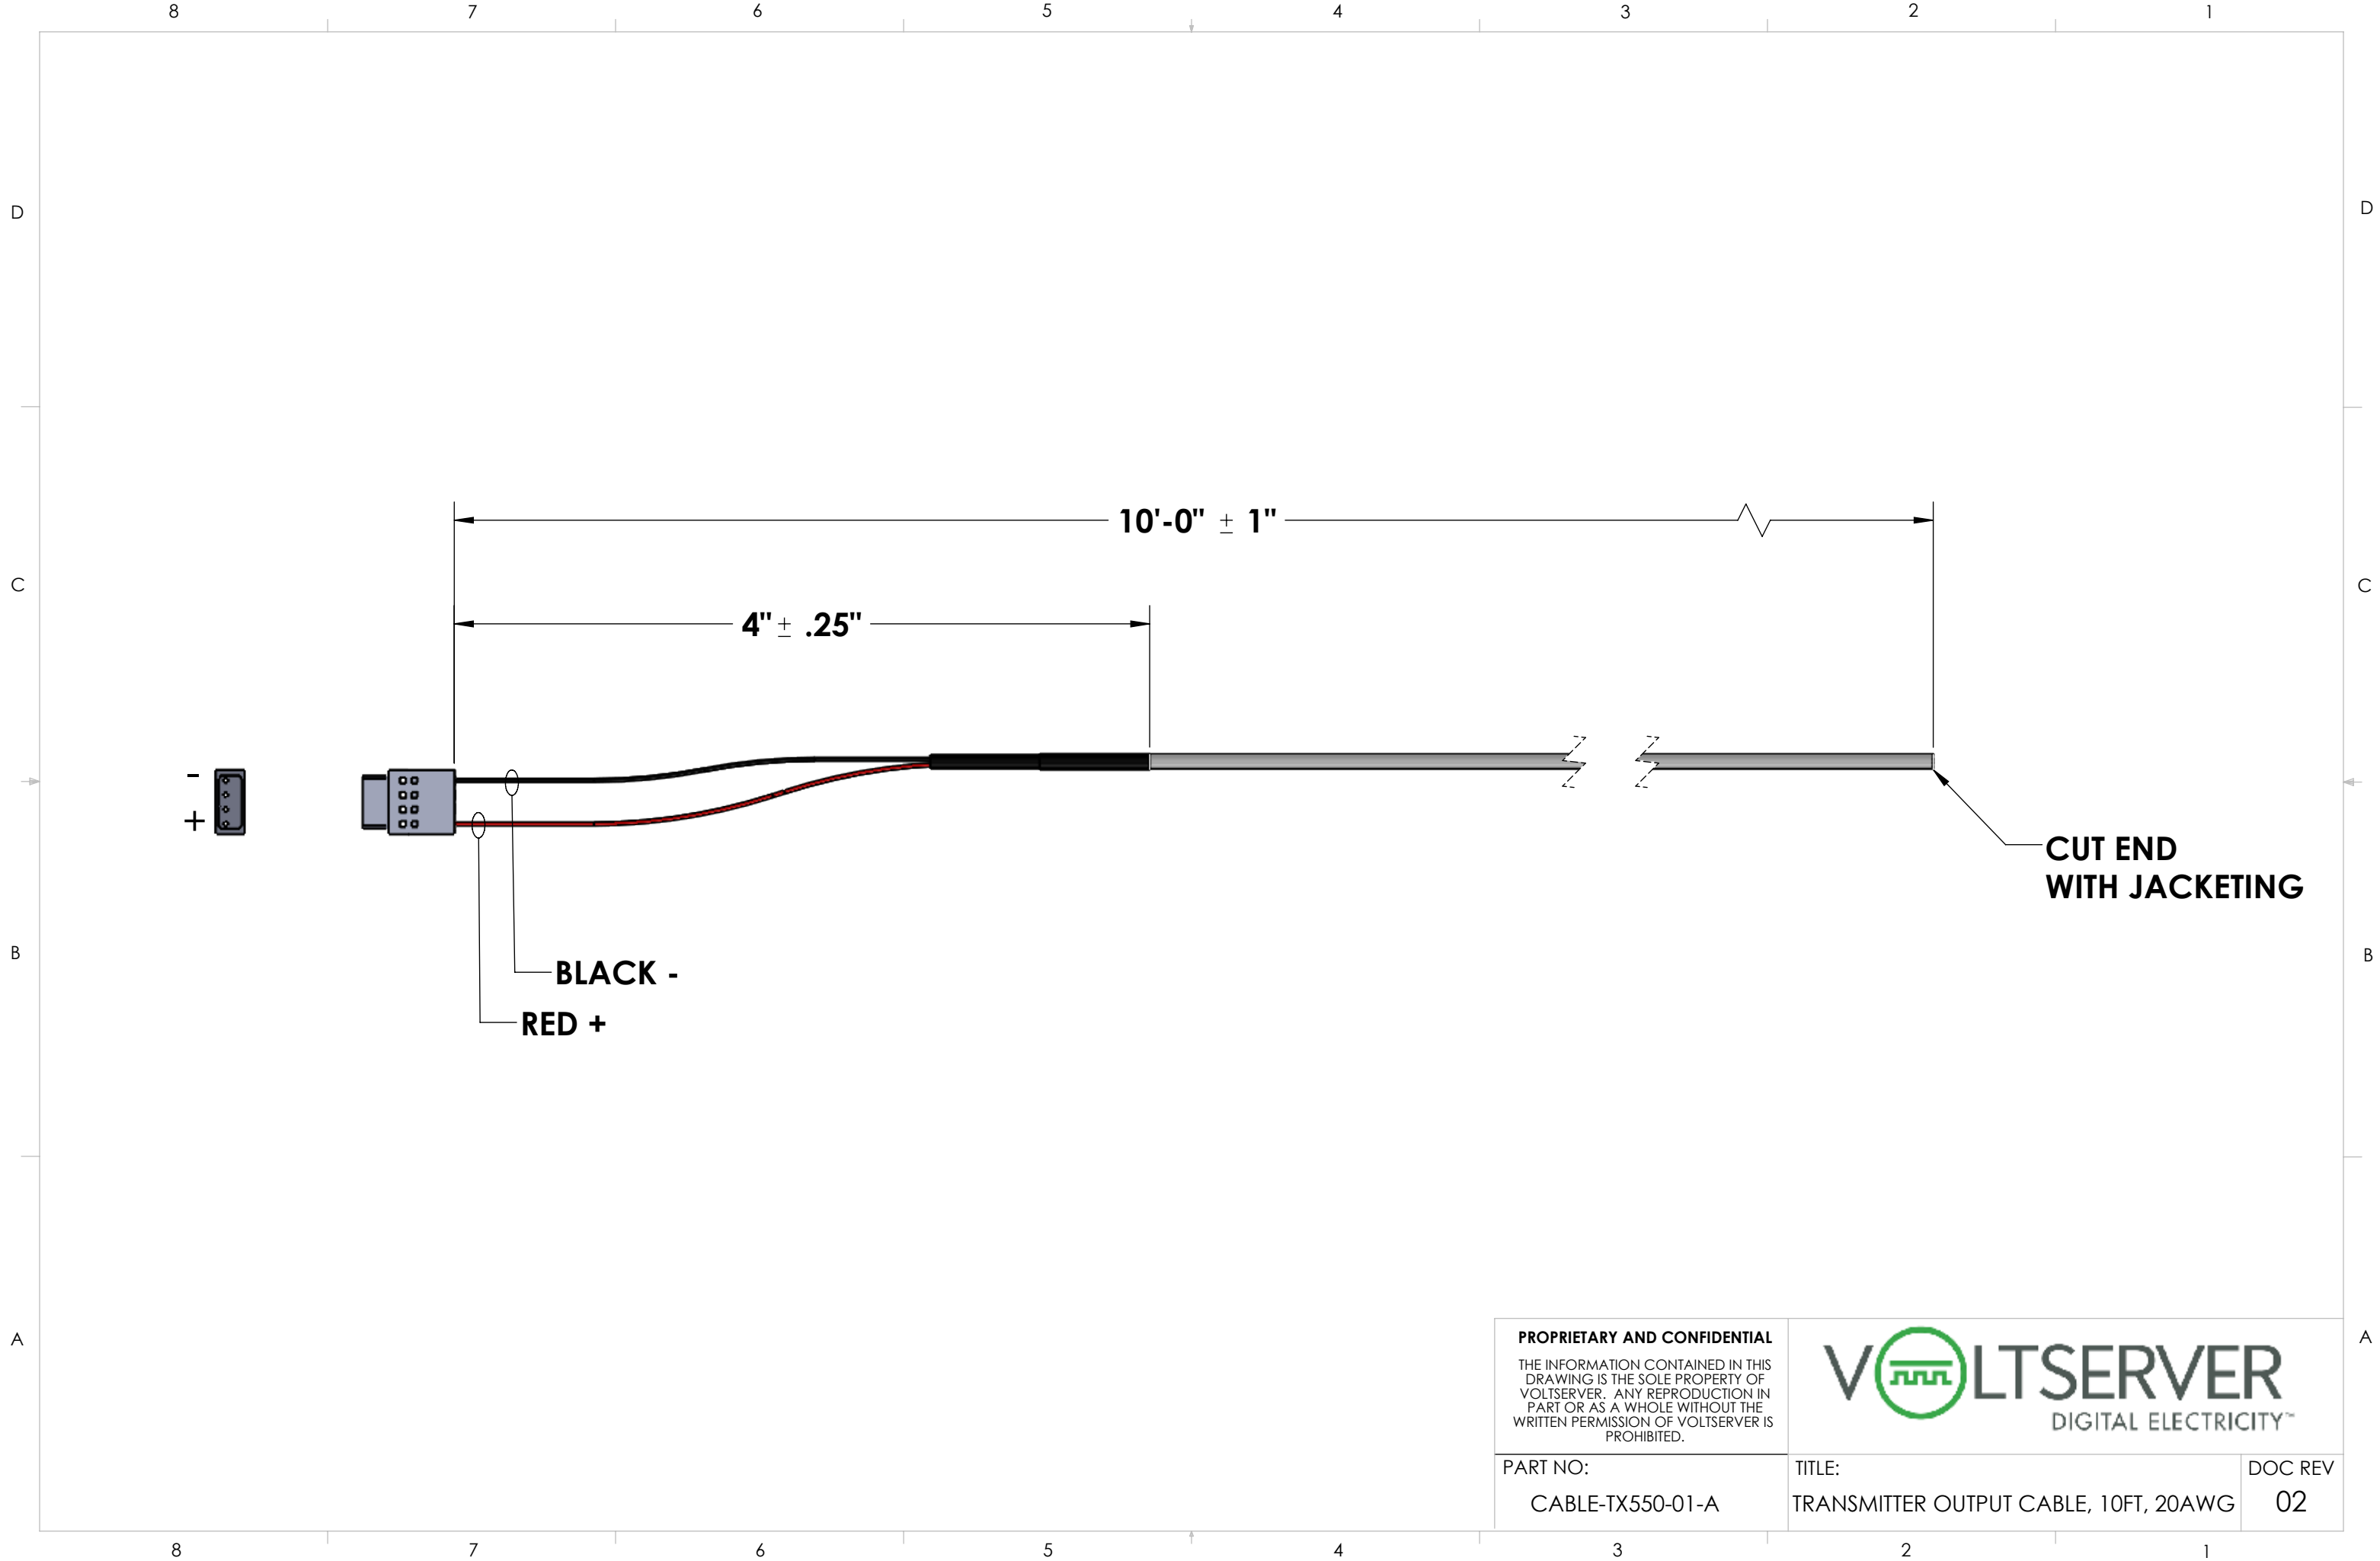 8 7 6 5 4 3 2 1
D D
10'-0" ± 1"
C C
4" ± .25"
-
+
CUT END
WITH JACKETING
B B
BLACK -
RED +
A A
PROPRIETARY AND CONFIDENTIAL
THE INFORMATION CONTAINED IN THIS
DRAWING IS THE SOLE PROPERTY OF
VOLTSERVER. ANY REPRODUCTION IN
PART OR AS A WHOLE WITHOUT THE
WRITTEN PERMISSION OF VOLTSERVER IS
PROHIBITED.
VOLTSERVER
DIGITAL ELECTRICITY™
PART NO:
CABLE-TX550-01-A
TITLE:
TRANSMITTER OUTPUT CABLE, 10FT, 20AWG
DOC REV
02
8 7 6 5 4 3 2 1